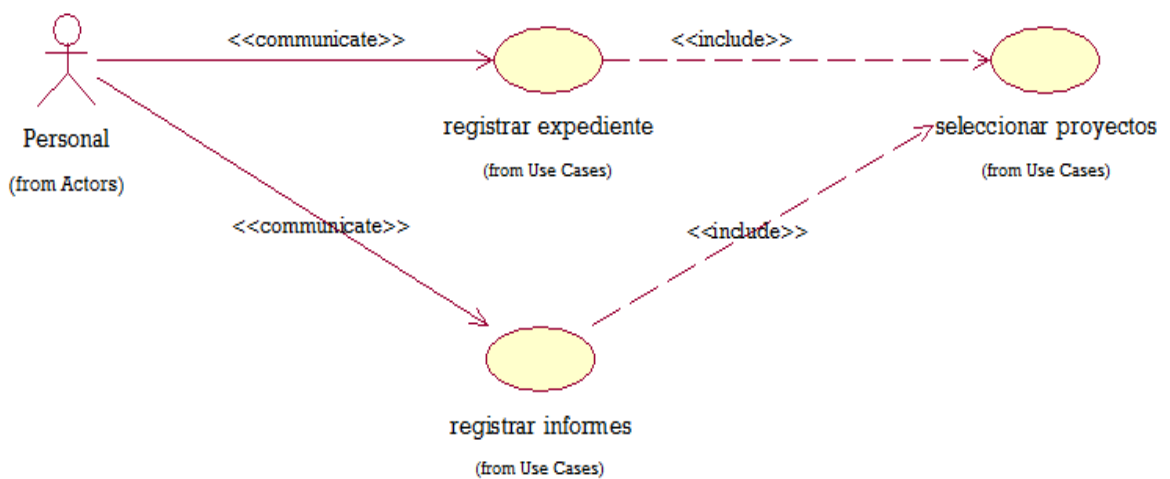 <<communicate>>
<<include>>
Personal
(from Actors)
registrar expediente
(from Use Cases)
seleccionar proyectos
(from Use Cases)
<<communicate>>
<<include>>
registrar informes
(from Use Cases)